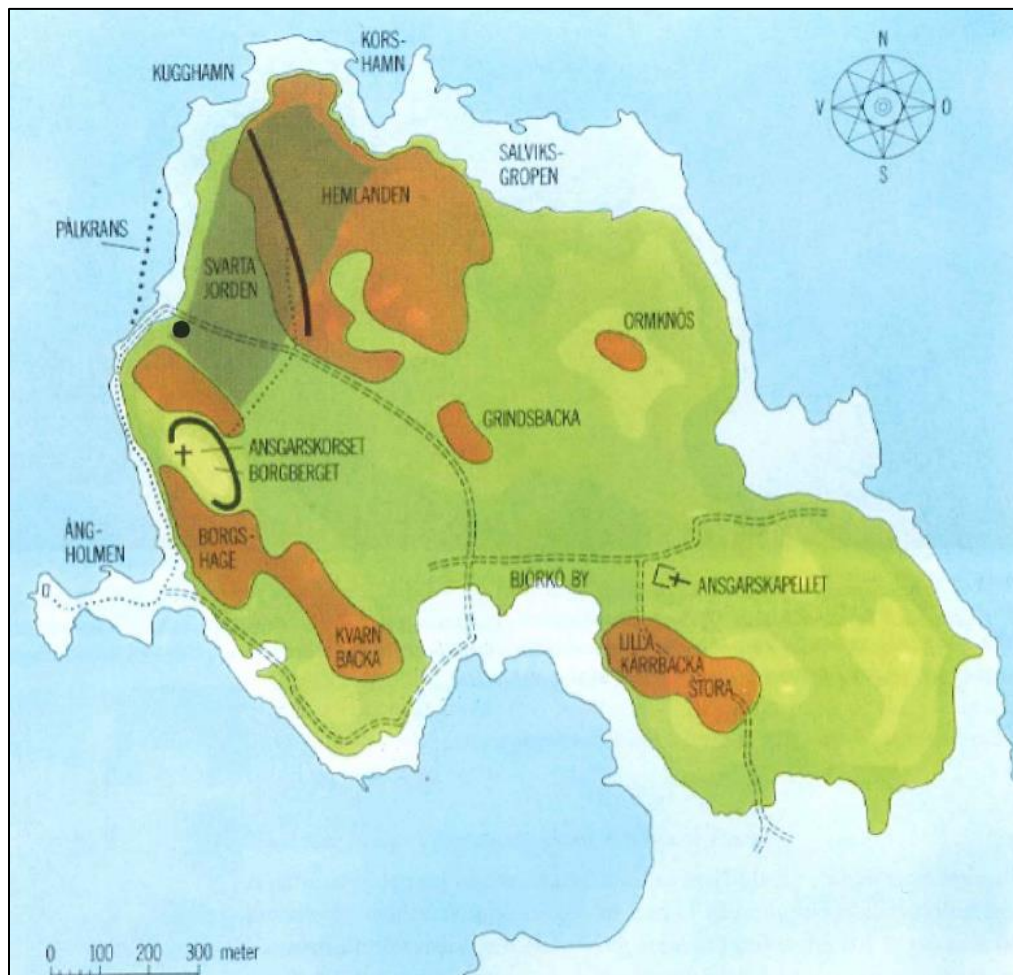 KORS-
HAMN
KUGGHAMN
N
V
O
S
SALVIKS-
GROPEN
HEMLANDEN
PÅLKRANS
SVARTA
JORDEN
ORMKNÖS
GRINDSBACKA
ANSGARSKORSET
BORGBERGET
ÄNG-
HOLMEN
BORGS-
HAGE
BJÖRKÖ BY
ANSGARSKAPELLET
KVARN
BACKA
LILLA
KÄRRBACKA
STORA
0 100 200 300 meter